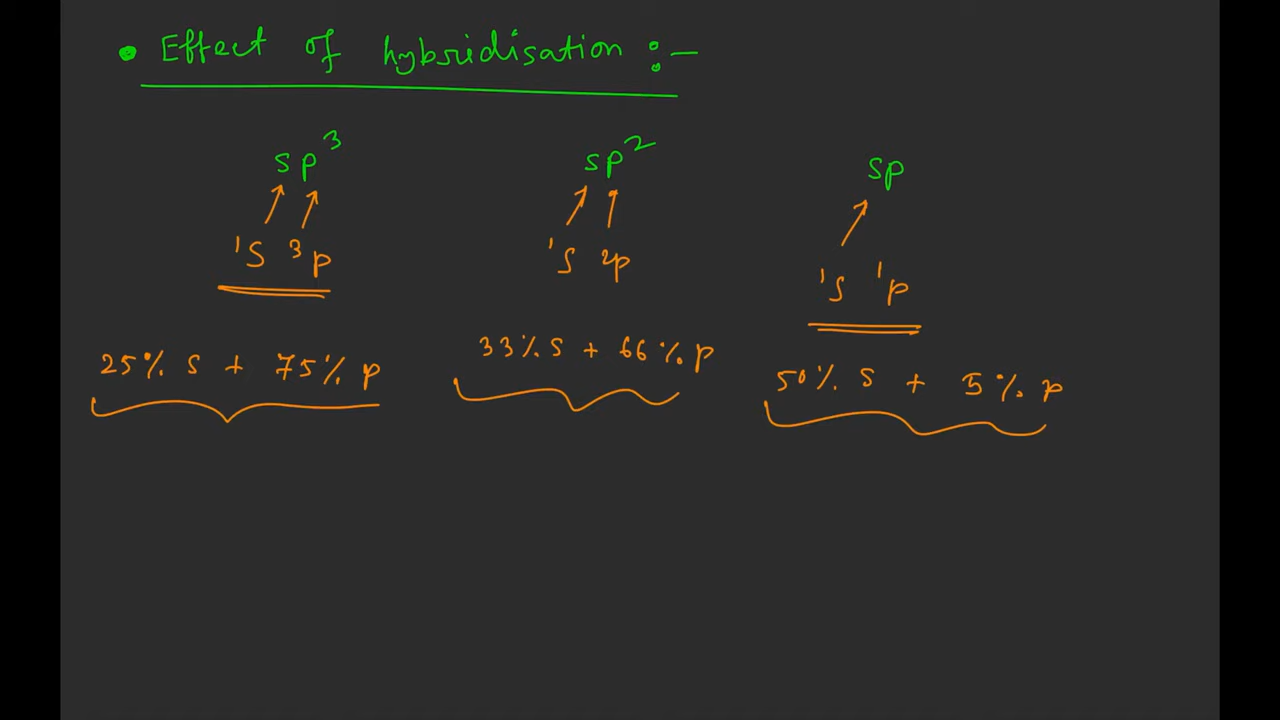 • Effect of hybridisation :-
sp³ sp² sp
¹S ³p ¹S ²p ¹S ¹p
25% s + 75% p 33% s + 66% p 50% s + 5% p